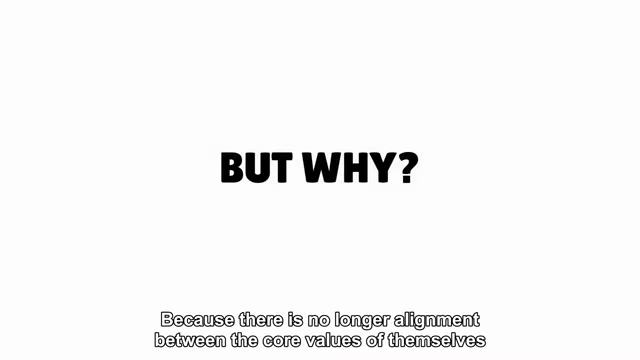 BUT WHY?
Because there is no longer alignment
between the core values of themselves